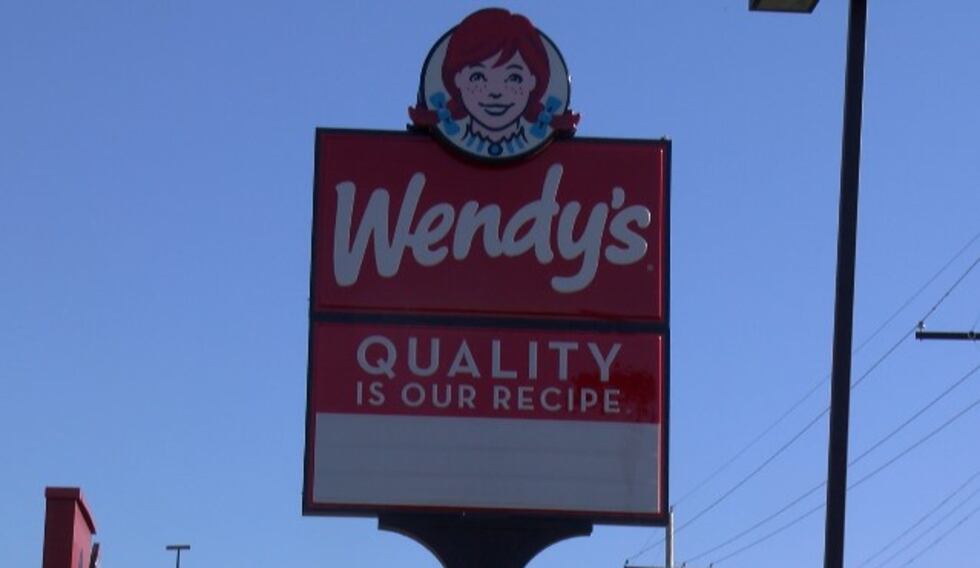 Wendy's
QUALITY
IS OUR RECIPE